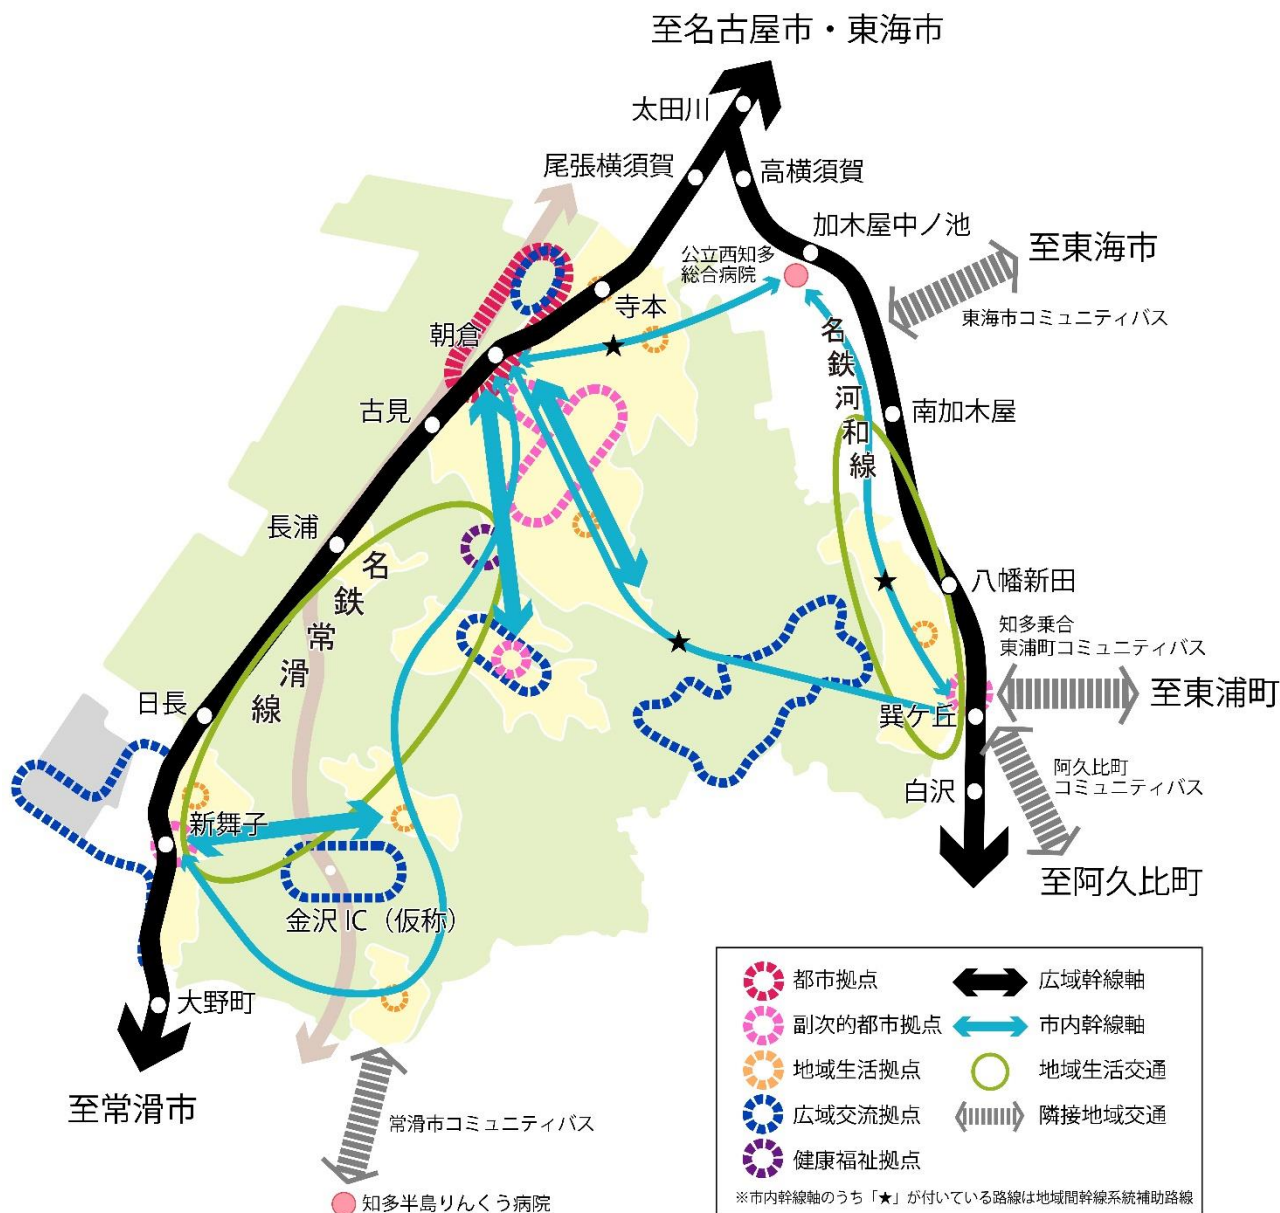 至名古屋市・東海市
太田川
尾張横須賀
高横須賀
加木屋中ノ池
公立西知多
総合病院
至東海市
東海市コミュニティバス
寺本
朝倉
名鉄河和線
古見
南加木屋
長浦
名鉄常滑線
八幡新田
知多乗合
東浦町コミュニティバス
至東浦町
日長
巽ケ丘
阿久比町
コミュニティバス
白沢
新舞子
至阿久比町
金沢 IC（仮称）
大野町
至常滑市
常滑市コミュニティバス
知多半島りんくう病院
都市拠点
広域幹線軸
副次的都市拠点
市内幹線軸
地域生活拠点
地域生活交通
広域交流拠点
隣接地域交通
健康福祉拠点
※市内幹線軸のうち「★」が付いている路線は地域間幹線系統補助路線